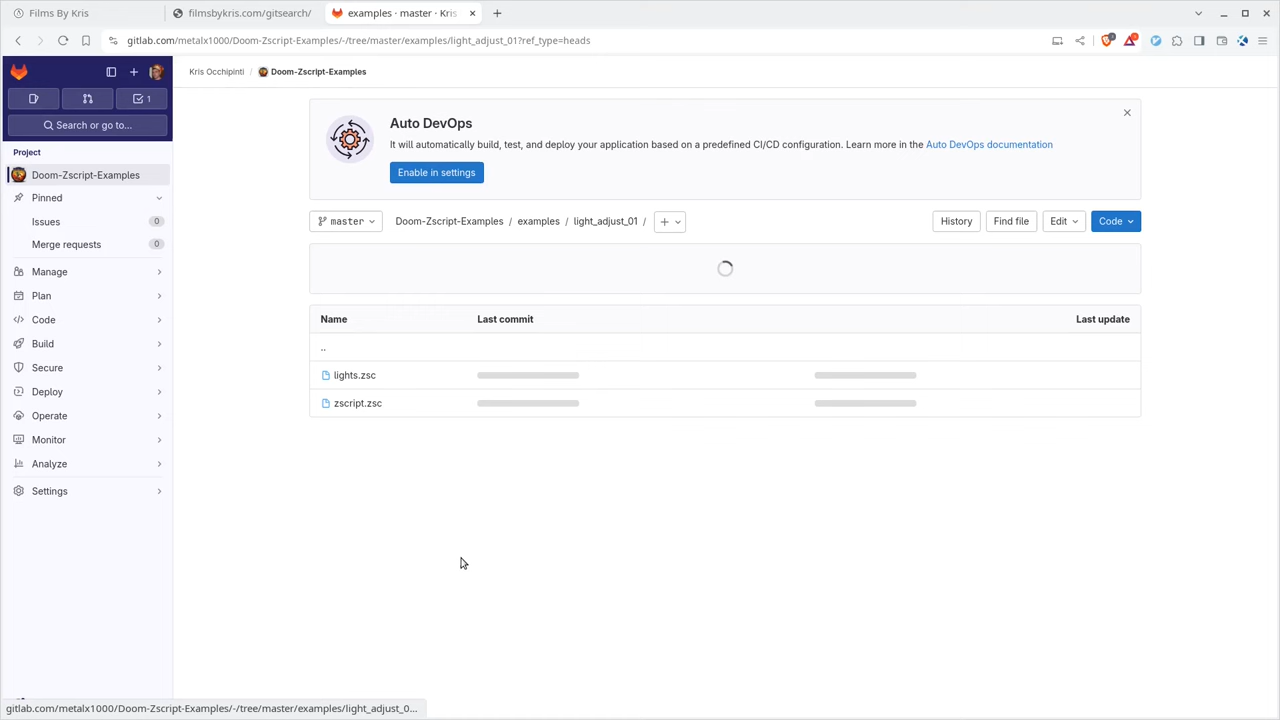 Films By Kris
filmsbykris.com/gitsearch/
examples · master · Kris
gitlab.com/metalx1000/Doom-Zscript-Examples/-/tree/master/examples/light_adjust_01?ref_type=heads
Kris Occhipinti / Doom-Zscript-Examples
1
Search or go to...
Project
Doom-Zscript-Examples
Pinned
Issues 0
Merge requests 0
Manage
Plan
Code
Build
Secure
Deploy
Operate
Monitor
Analyze
Settings
Auto DevOps
It will automatically build, test, and deploy your application based on a predefined CI/CD configuration. Learn more in the Auto DevOps documentation
Enable in settings
master
Doom-Zscript-Examples / examples / light_adjust_01 /
History
Find file
Edit
Code
Name Last commit Last update
..
lights.zsc
zscript.zsc
gitlab.com/metalx1000/Doom-Zscript-Examples/-/tree/master/examples/light_adjust_0...